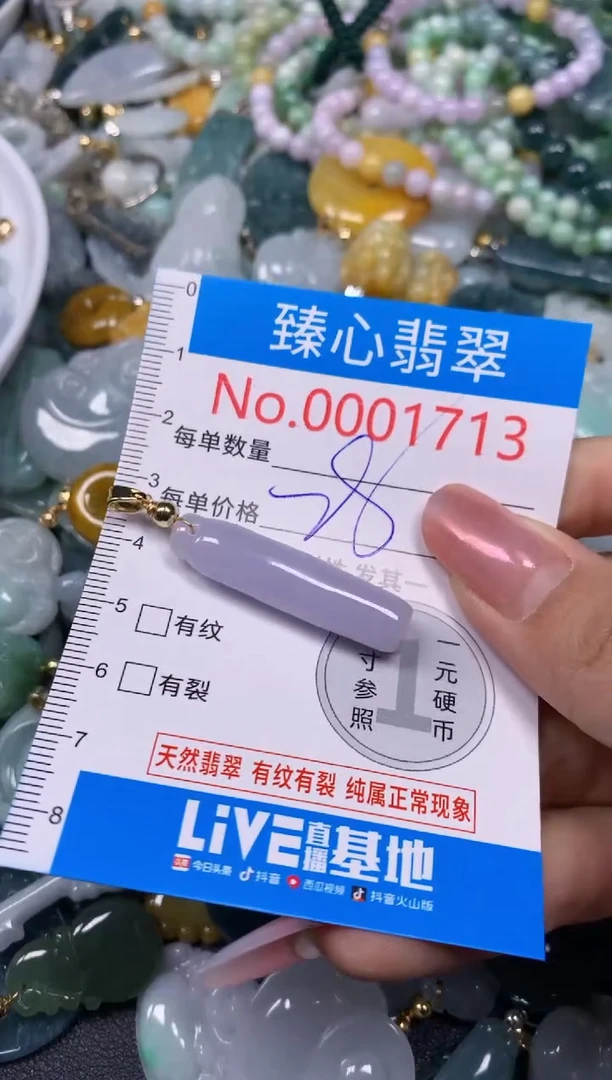 臻心翡翠
No.0001713
每单数量
每单价格
发其一
有纹
有裂
一元硬币
寸参照
1
天然翡翠 有纹有裂 纯属正常现象
LiVE直播基地
今日头条 抖音 西瓜视频 抖音火山版
0
1
2
3
4
5
6
7
8